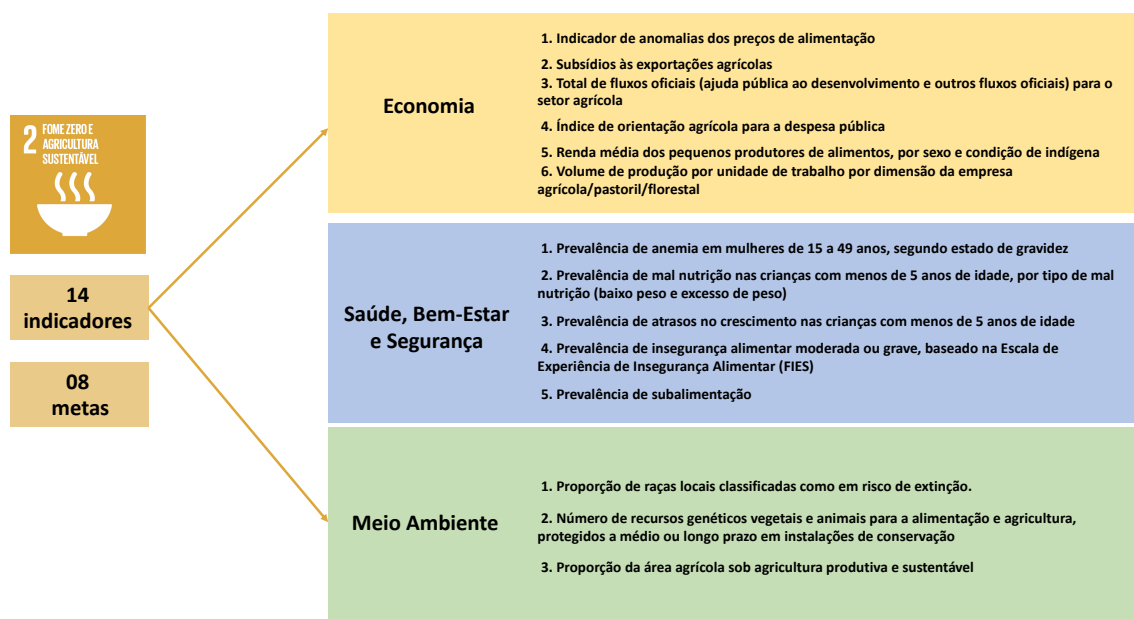 2 FOME ZERO E
AGRICULTURA
SUSTENTÁVEL
14
indicadores
08
metas
Economia
1. Indicador de anomalias dos preços de alimentação
2. Subsídios às exportações agrícolas
3. Total de fluxos oficiais (ajuda pública ao desenvolvimento e outros fluxos oficiais) para o
setor agrícola
4. Índice de orientação agrícola para a despesa pública
5. Renda média dos pequenos produtores de alimentos, por sexo e condição de indígena
6. Volume de produção por unidade de trabalho por dimensão da empresa
agrícola/pastoril/florestal
Saúde, Bem-Estar
e Segurança
1. Prevalência de anemia em mulheres de 15 a 49 anos, segundo estado de gravidez
2. Prevalência de mal nutrição nas crianças com menos de 5 anos de idade, por tipo de mal
nutrição (baixo peso e excesso de peso)
3. Prevalência de atrasos no crescimento nas crianças com menos de 5 anos de idade
4. Prevalência de insegurança alimentar moderada ou grave, baseado na Escala de
Experiência de Insegurança Alimentar (FIES)
5. Prevalência de subalimentação
Meio Ambiente
1. Proporção de raças locais classificadas como em risco de extinção.
2. Número de recursos genéticos vegetais e animais para a alimentação e agricultura,
protegidos a médio ou longo prazo em instalações de conservação
3. Proporção da área agrícola sob agricultura produtiva e sustentável